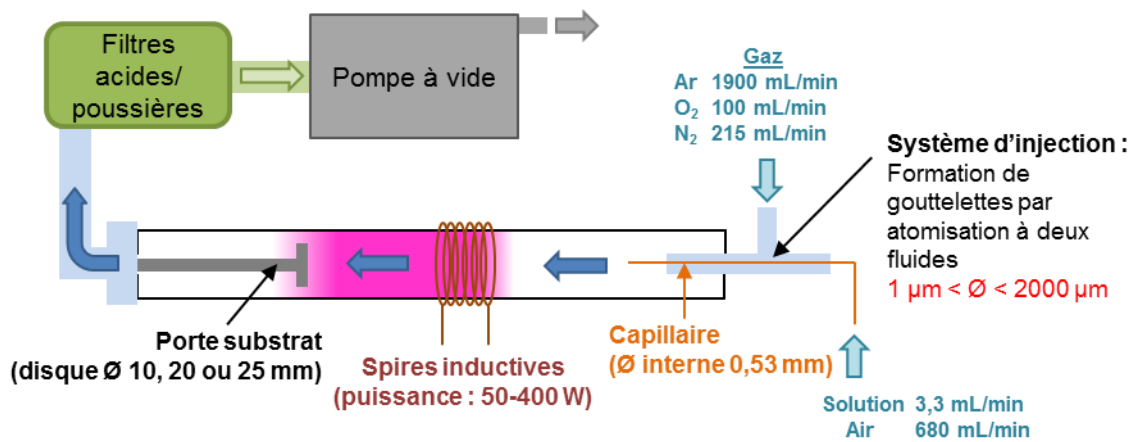 Filtres
acides/
poussières
Pompe à vide
Gaz
Ar 1900 mL/min
O₂ 100 mL/min
N₂ 215 mL/min
Système d'injection :
Formation de
gouttelettes par
atomisation à deux
fluides
1 µm < Ø < 2000 µm
Porte substrat
(disque Ø 10, 20 ou 25 mm)
Spires inductives
(puissance : 50-400 W)
Capillaire
(Ø interne 0,53 mm)
Solution 3,3 mL/min
Air 680 mL/min